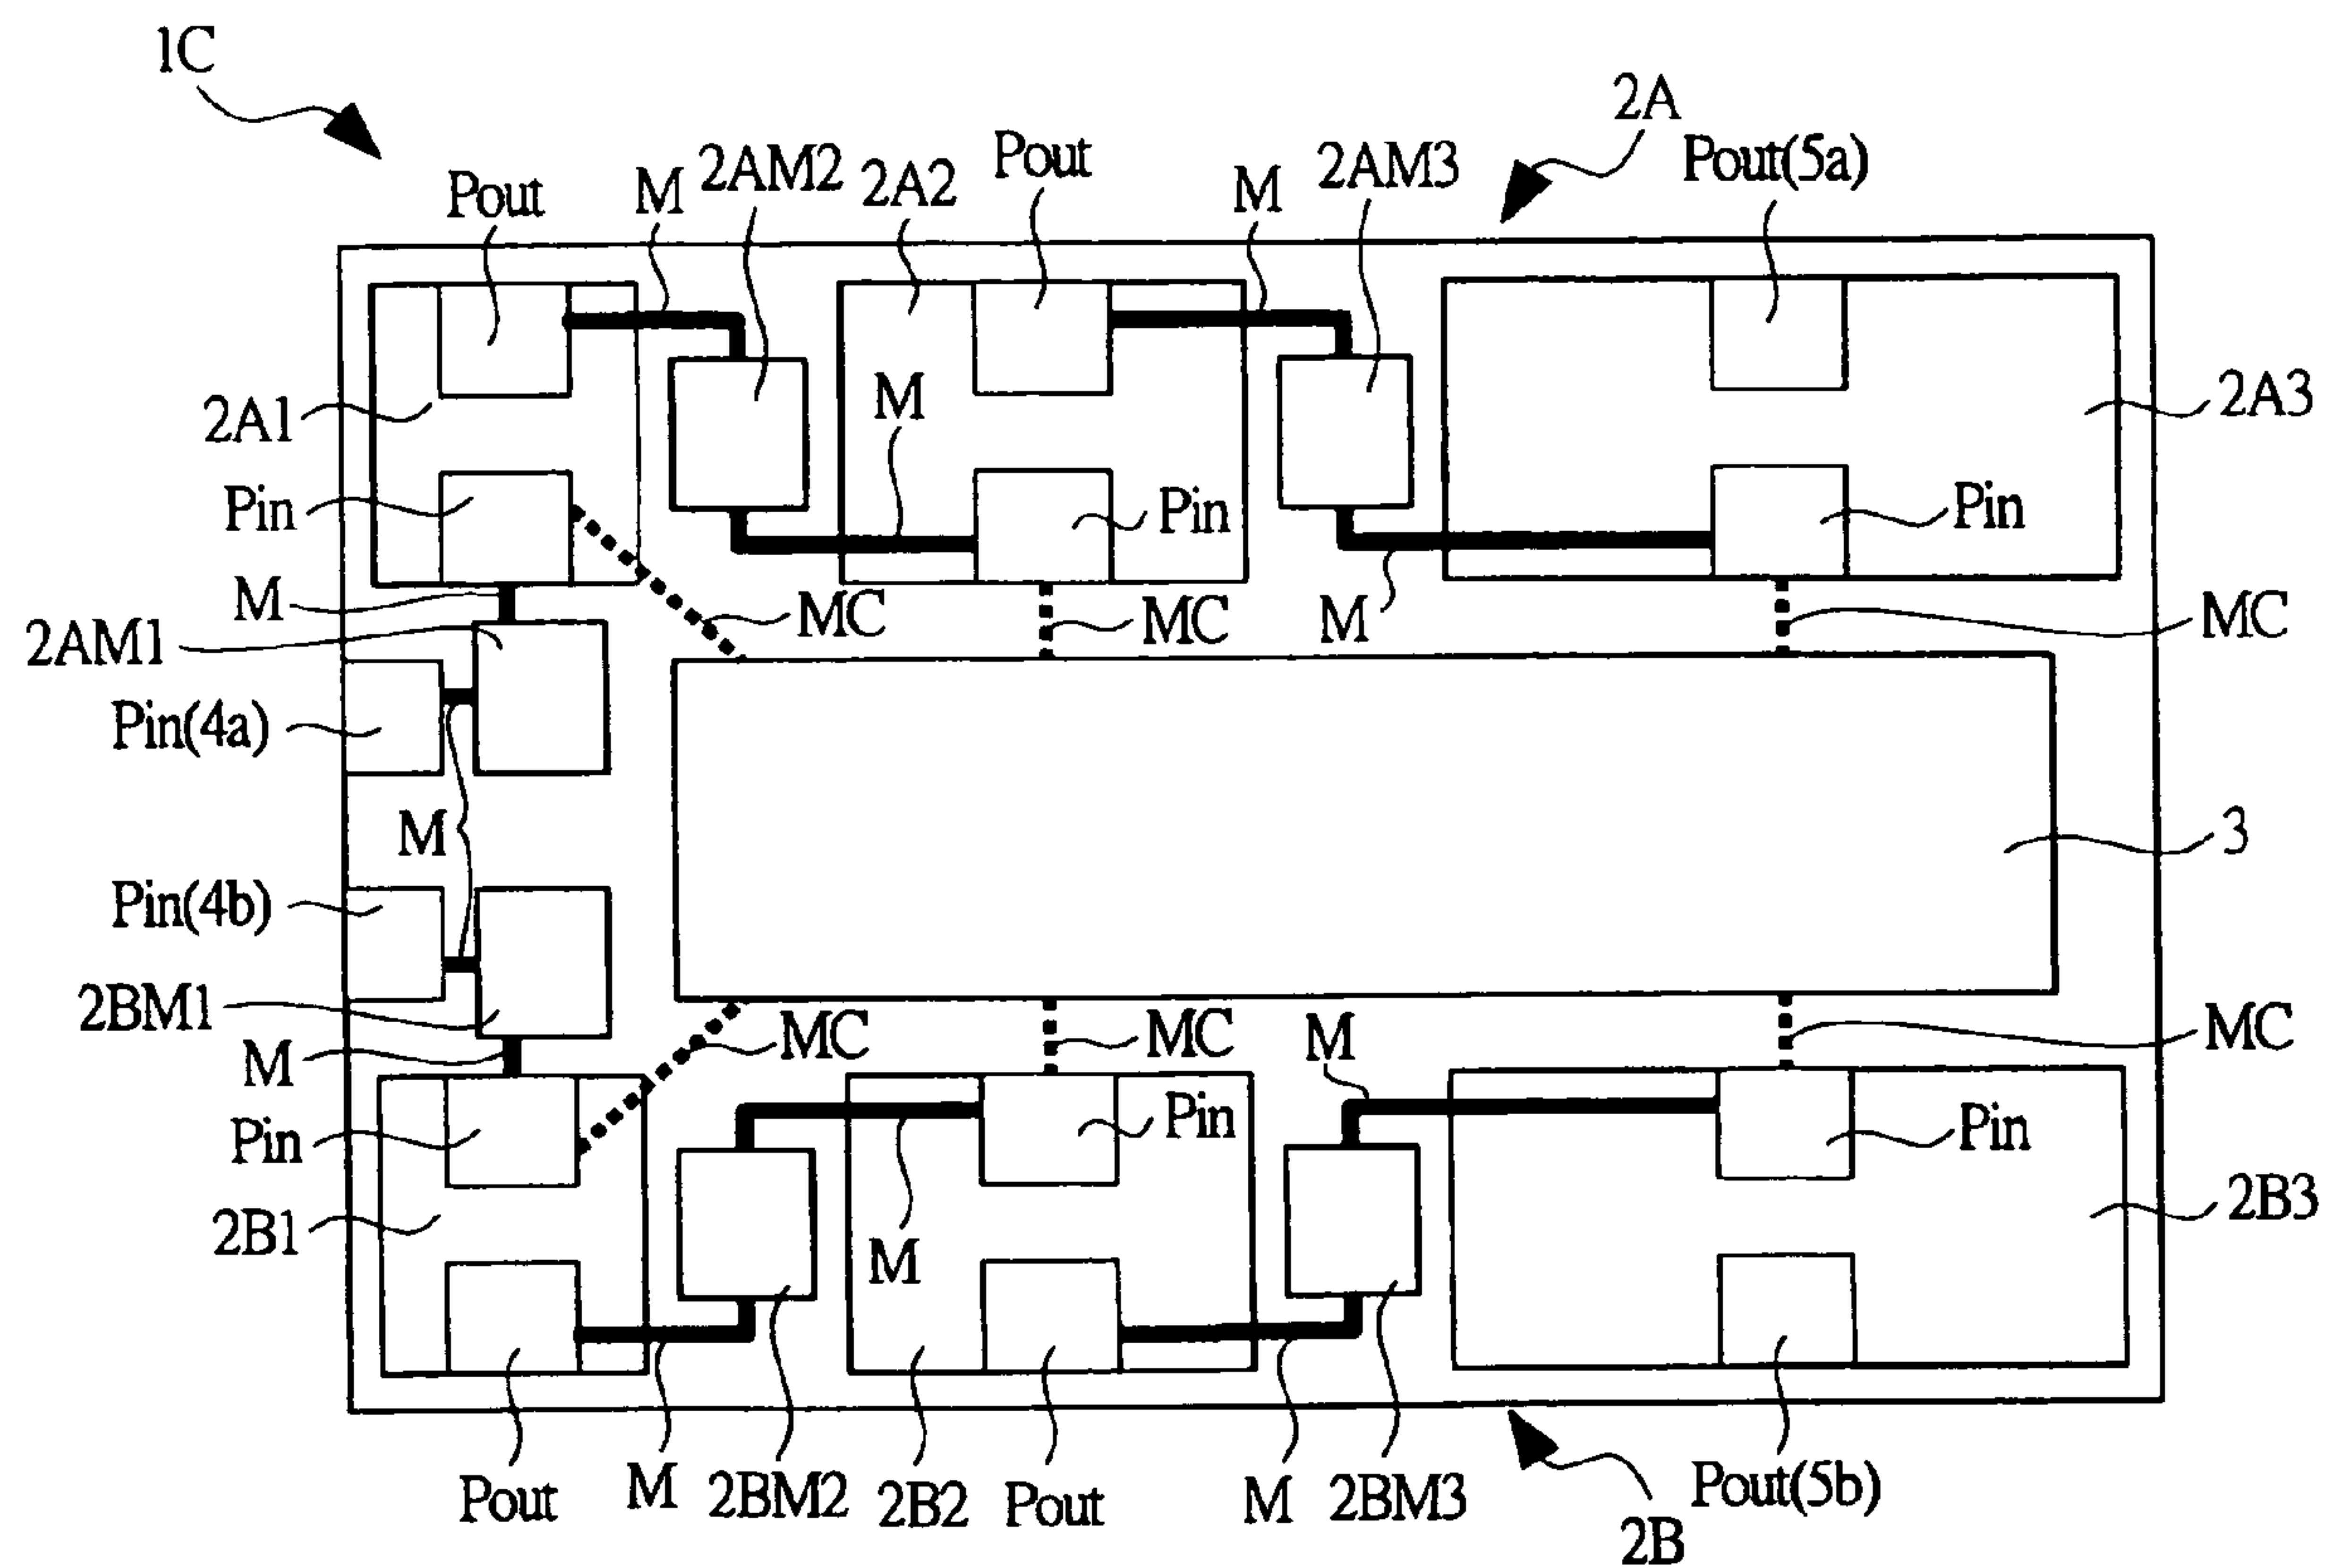 1C
2A
Pout
M
2AM2
2A2
Pout
M
2AM3
Pout(5a)
2A1
M
2A3
Pin
Pin
Pin
M
MC
MC
M
MC
2AM1
Pin(4a)
M
3
Pin(4b)
2BM1
M
MC
MC
M
MC
Pin
Pin
Pin
2B1
M
2B3
Pout
M
2BM2
2B2
Pout
M
2BM3
Pout(5b)
2B